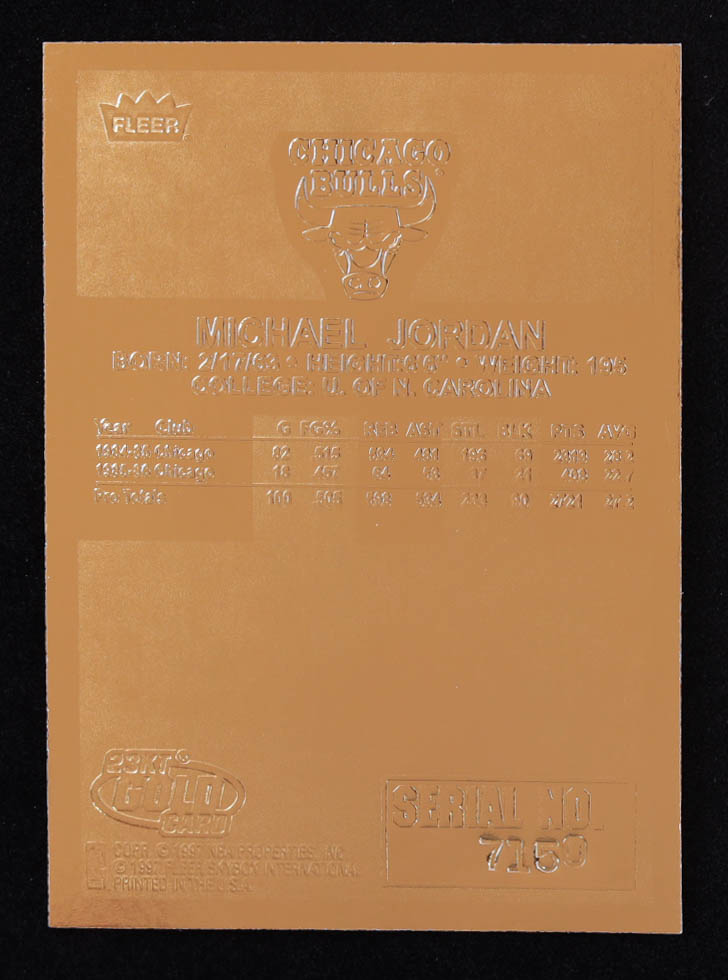 FLEER
CHICAGO
BULLS
MICHAEL JORDAN
BORN: 2/17/63 • HEIGHT: 6'6" • WEIGHT: 195
COLLEGE: U. OF N. CAROLINA
Year Club G FG% REB AST STL BLK PTS AVG
1984-85 Chicago 82 .515 534 481 196 69 2313 28.2
1985-86 Chicago 18 .457 64 53 37 21 408 22.7
Pro Totals 100 .505 598 534 233 90 2721 27.2
23KT
GOLD
CARD
SERIAL NO.
7159
© 1997 NBA PROPERTIES, INC.
© 1997 FLEER SKYBOX INTERNATIONAL
CORP. PRINTED IN THE U.S.A.